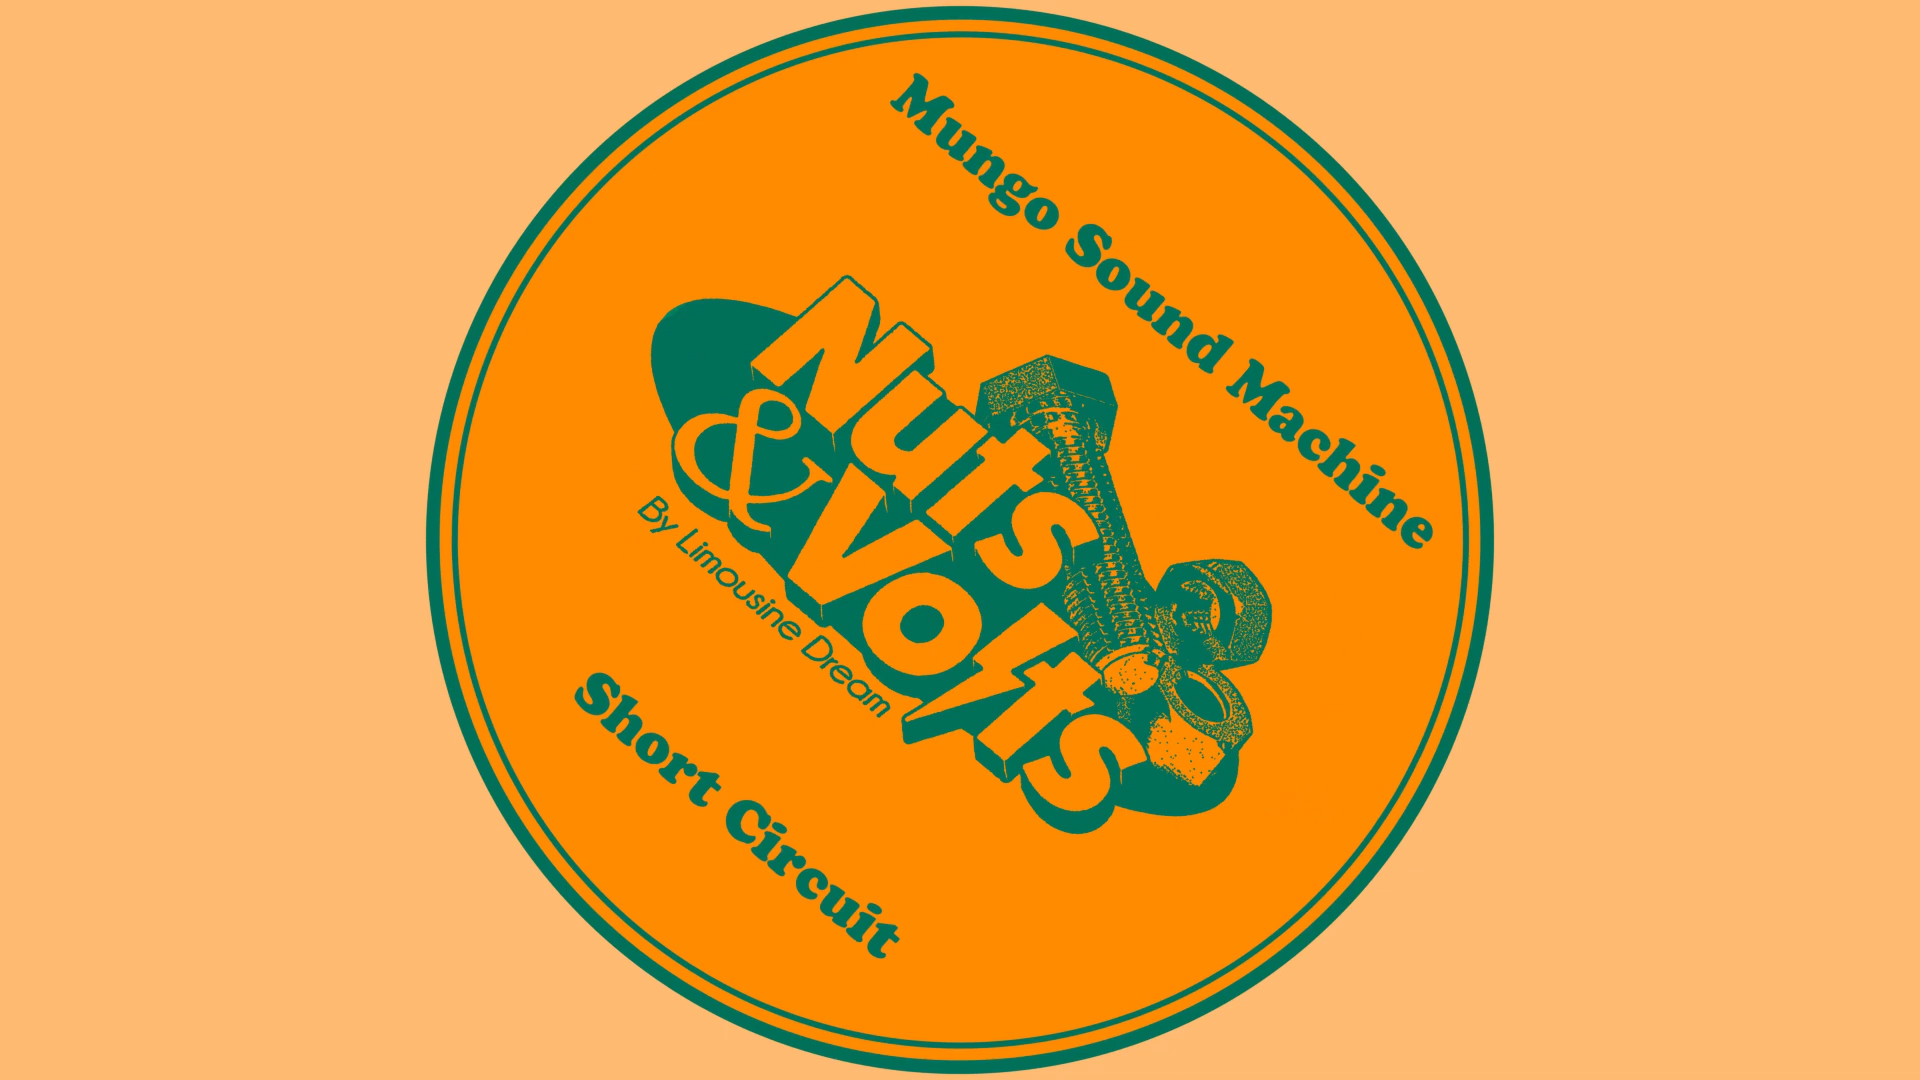 Mungo Sound Machine
Nuts
& Volts
By Limousine Dream
Short Circuit